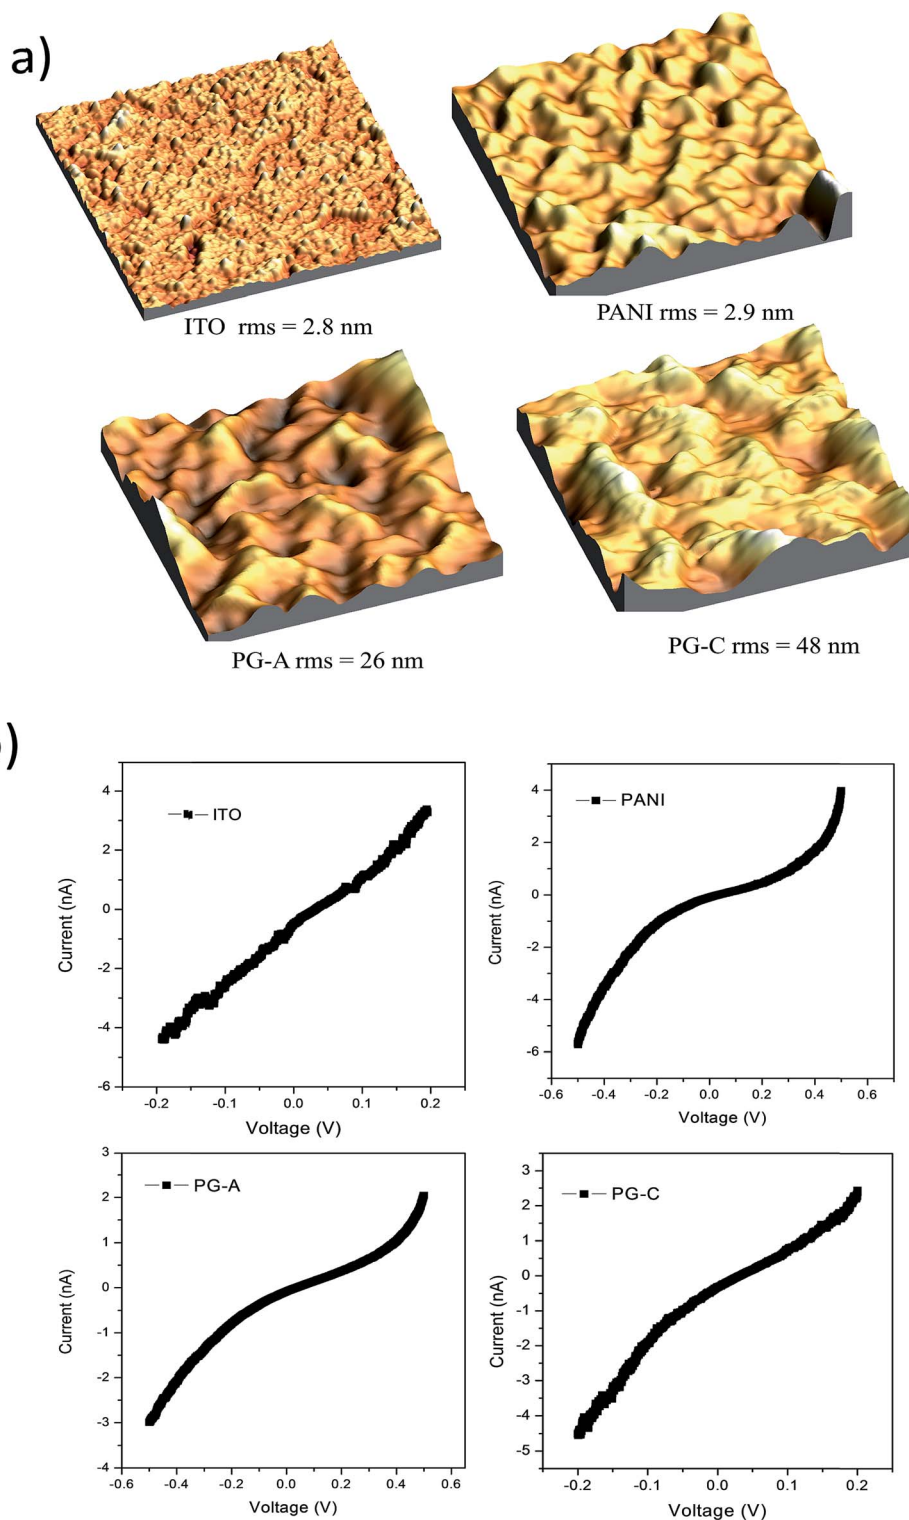 a)
ITO rms = 2.8 nm
PANI rms = 2.9 nm
PG-A rms = 26 nm
PG-C rms = 48 nm
)
ITO
4
2
0
-2
-4
-6
Current (nA)
-0.2 -0.1 0.0 0.1 0.2
Voltage (V)
PANI
4
2
0
-2
-4
-6
Current (nA)
-0.6 -0.4 -0.2 0.0 0.2 0.4 0.6
Voltage (V)
PG-A
3
2
1
0
-1
-2
-3
-4
Current (nA)
-0.6 -0.4 -0.2 0.0 0.2 0.4 0.6
Voltage (V)
PG-C
3
2
1
0
-1
-2
-3
-4
-5
Current (nA)
-0.2 -0.1 0.0 0.1 0.2
Voltage (V)